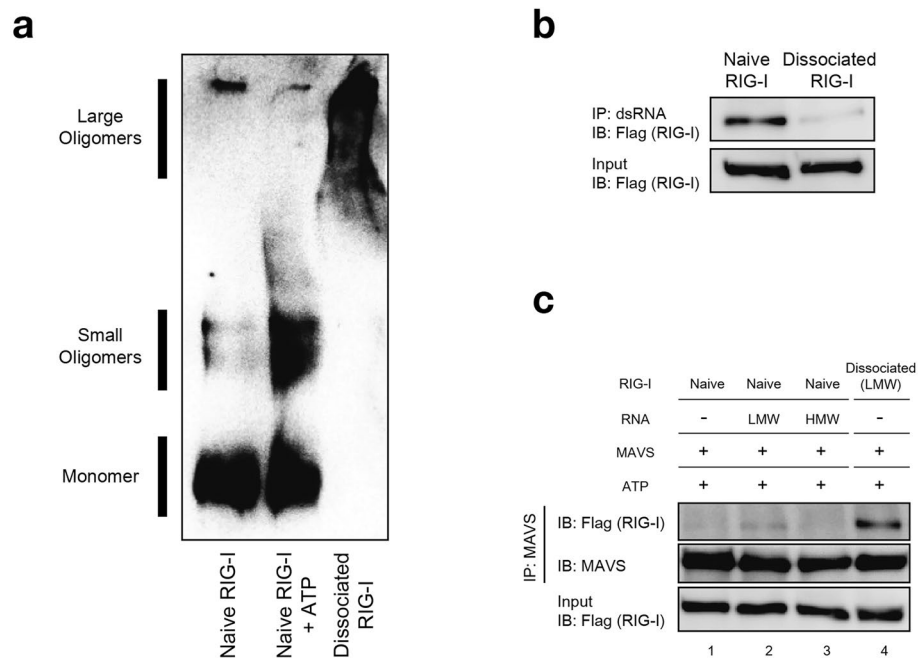 a
Large
Oligomers
Small
Oligomers
Monomer
Naive RIG-I
Naive RIG-I
+ ATP
Dissociated
RIG-I
b
Naive Dissociated
RIG-I RIG-I
IP: dsRNA
IB: Flag (RIG-I)
Input
IB: Flag (RIG-I)
c
Dissociated
RIG-I Naive Naive Naive (LMW)
RNA - LMW HMW -
MAVS + + + +
ATP + + + +
IP: MAVS
IB: Flag (RIG-I)
IB: MAVS
Input
IB: Flag (RIG-I)
1 2 3 4